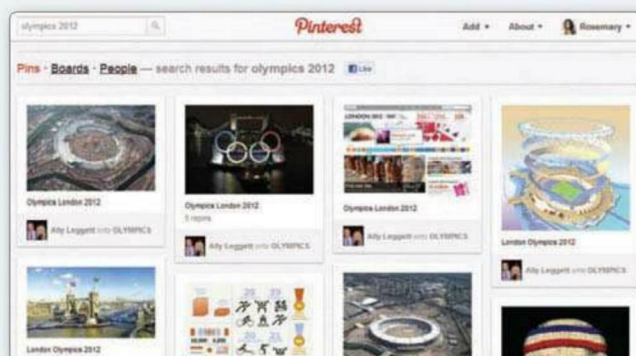 olympics 2012
Pinterest
Add
About
Rosemary
Pins · Boards · People — search results for olympics 2012
Like
Olympics London 2012
Ally Leggett onto OLYMPICS
Olympics London 2012
5 repins
Ally Leggett onto OLYMPICS
Olympics London 2012
Ally Leggett onto OLYMPICS
London Olympics 2012
Ally Leggett onto OLYMPICS
London Olympics 2012